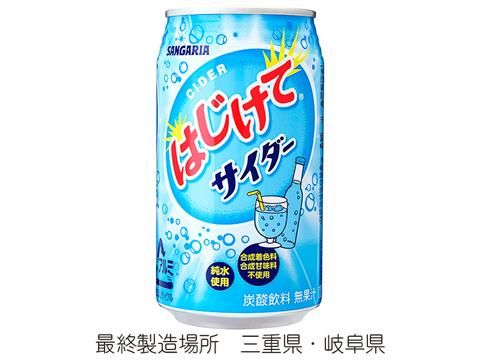 SANGARIA
CIDER
はじけて
サイダー
純水
使用
合成着色料
合成甘味料
不使用
炭酸飲料 無果汁
最終製造場所　三重県・岐阜県